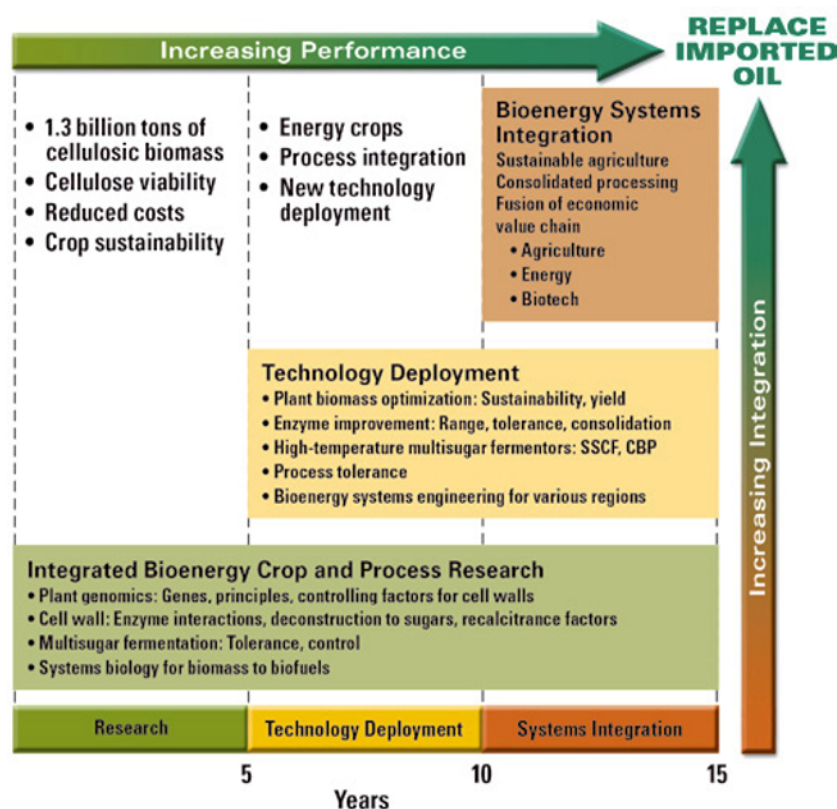 Increasing Performance
REPLACE
IMPORTED
OIL
• 1.3 billion tons of
cellulosic biomass
• Cellulose viability
• Reduced costs
• Crop sustainability
• Energy crops
• Process integration
• New technology
deployment
Bioenergy Systems
Integration
Sustainable agriculture
Consolidated processing
Fusion of economic
value chain
• Agriculture
• Energy
• Biotech
Increasing Integration
Technology Deployment
• Plant biomass optimization: Sustainability, yield
• Enzyme improvement: Range, tolerance, consolidation
• High-temperature multisugar fermentors: SSCF, CBP
• Process tolerance
• Bioenergy systems engineering for various regions
Integrated Bioenergy Crop and Process Research
• Plant genomics: Genes, principles, controlling factors for cell walls
• Cell wall: Enzyme interactions, deconstruction to sugars, recalcitrance factors
• Multisugar fermentation: Tolerance, control
• Systems biology for biomass to biofuels
Research
Technology Deployment
Systems Integration
5
10
15
Years